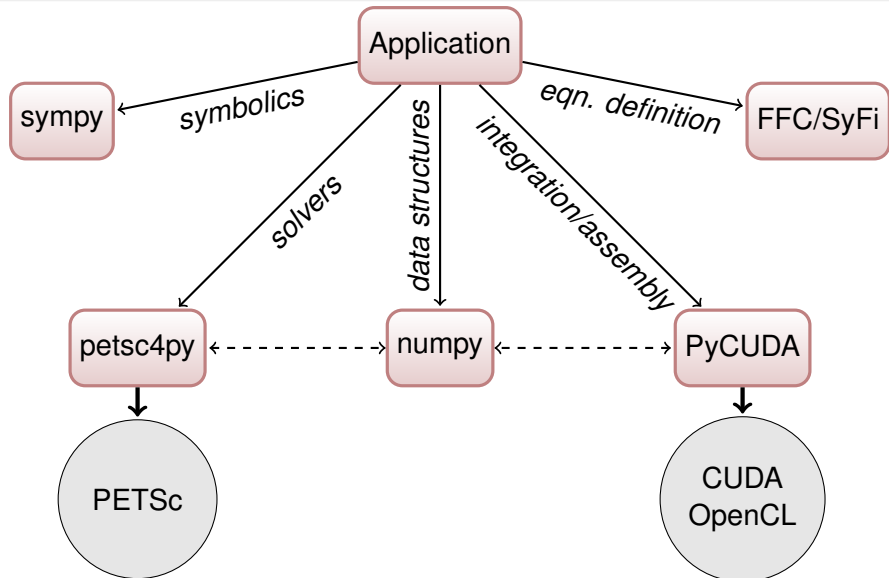 Application
sympy
symbolics
eqn. definition
FFC/SyFi
solvers
data structures
integration/assembly
petsc4py
numpy
PyCUDA
PETSc
CUDA
OpenCL